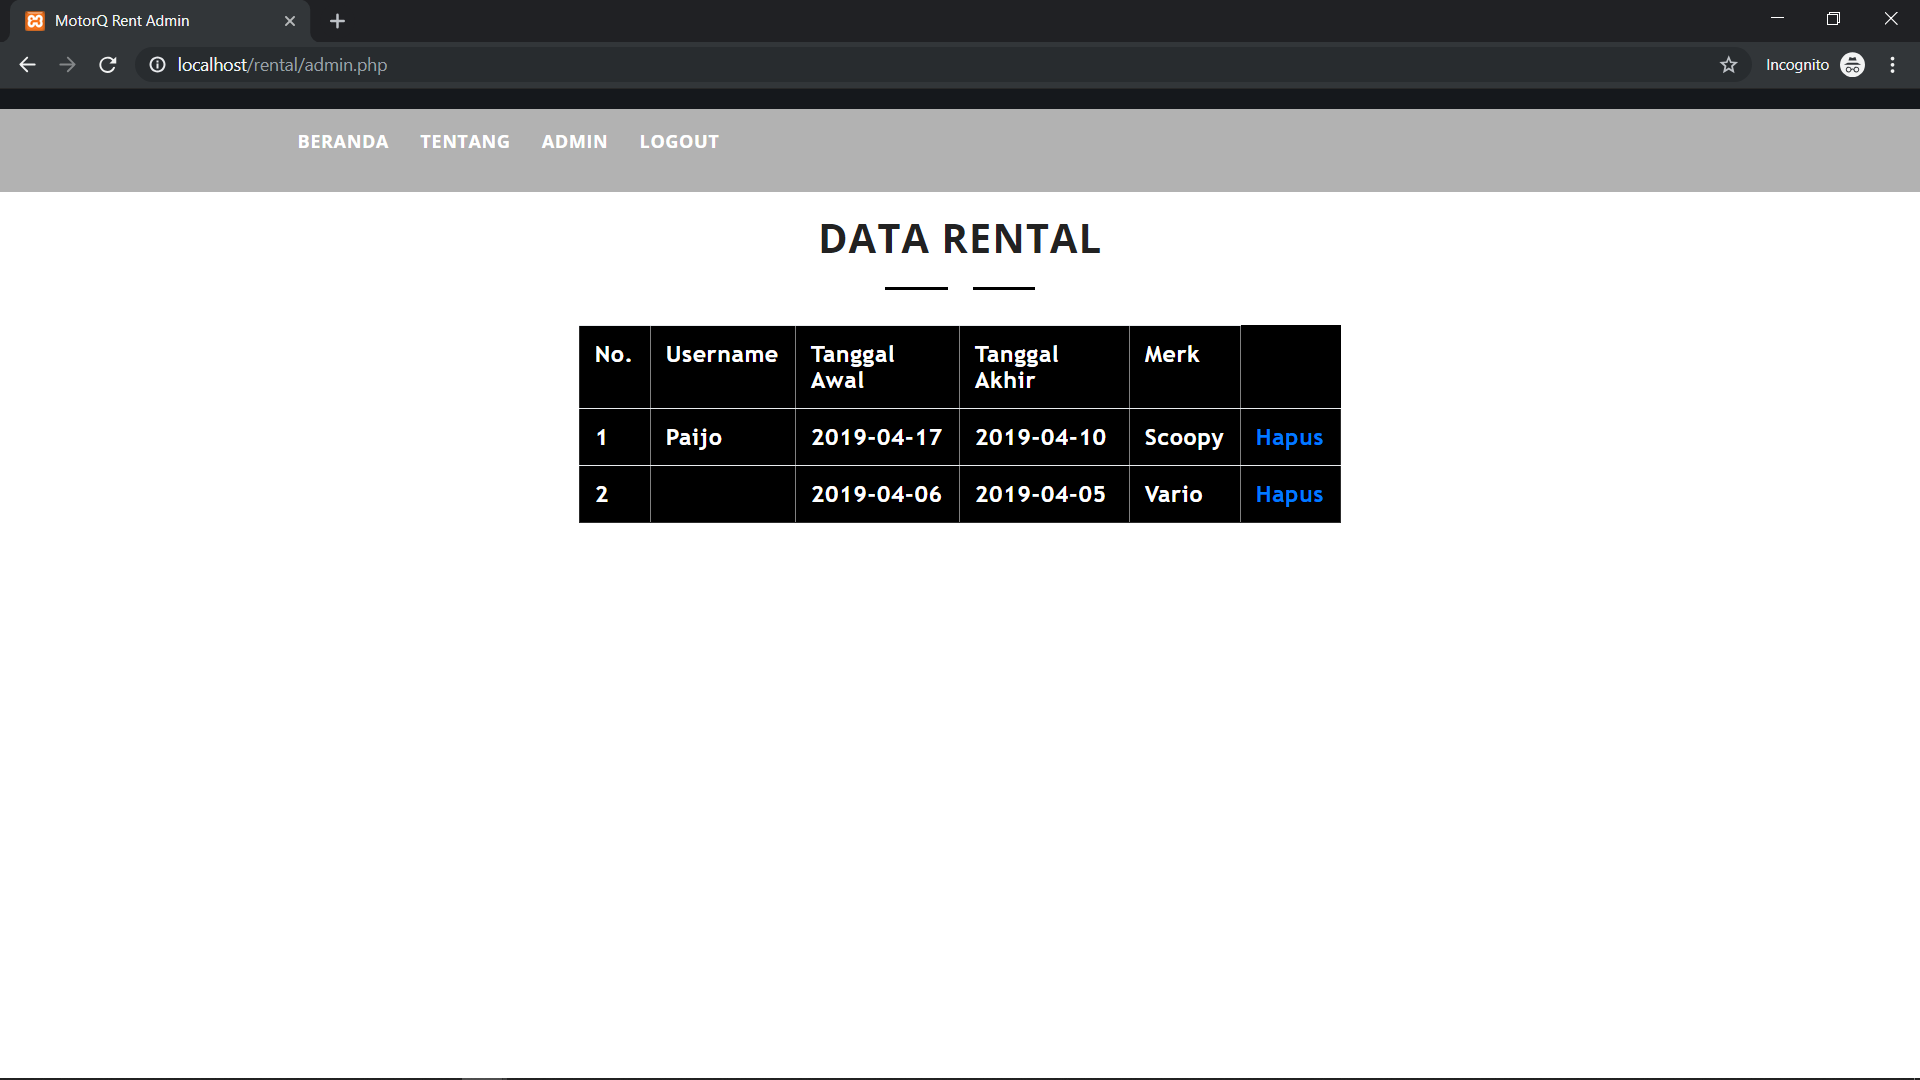 MotorQ Rent Admin
localhost/rental/admin.php
Incognito
BERANDA TENTANG ADMIN LOGOUT
DATA RENTAL
No. Username Tanggal Awal Tanggal Akhir Merk
1 Paijo 2019-04-17 2019-04-10 Scoopy Hapus
2 2019-04-06 2019-04-05 Vario Hapus